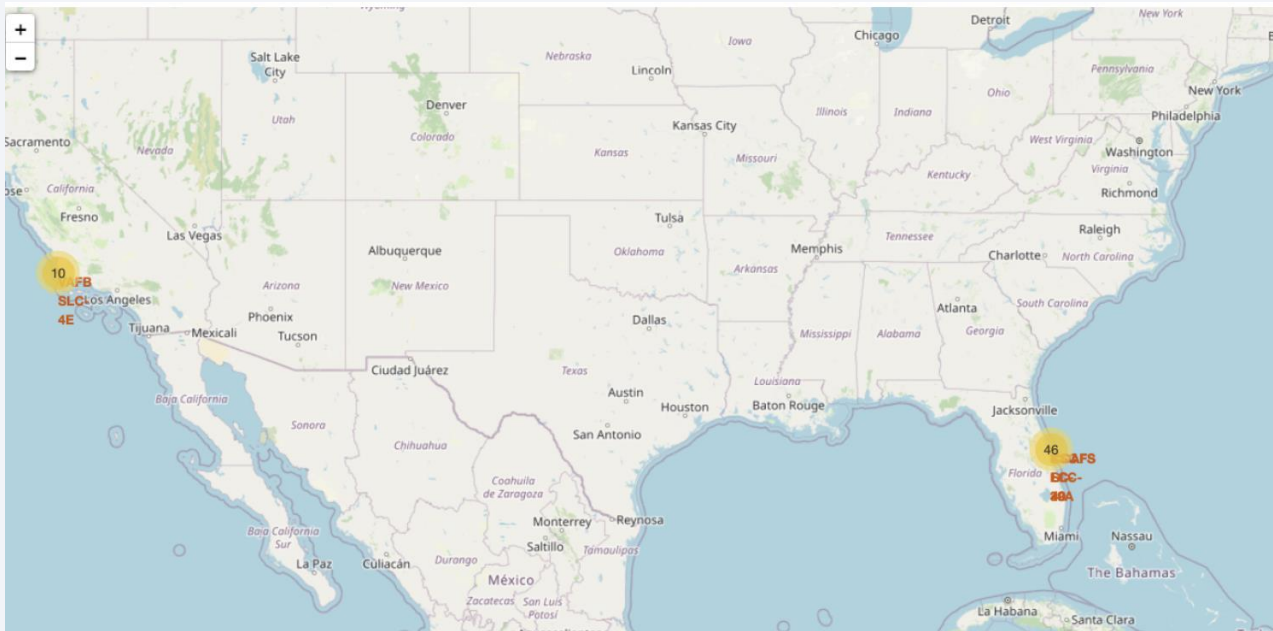 +
−
Wyoming
Detroit
New York
Chicago
Iowa
Salt Lake
City
Nebraska
Lincoln
Pennsylvania
New York
Ohio
Denver
Utah
Illinois
Indiana
Philadelphia
Kansas City
Sacramento
Colorado
West Virginia
Washington
Nevada
Kansas
Missouri
Virginia
Kentucky
California
Richmond
Fresno
Tulsa
Las Vegas
Raleigh
Tennessee
Albuquerque
Memphis
Oklahoma
Charlotte
North Carolina
Arkansas
10
VAFB
Arizona
New Mexico
SLC-
Los Angeles
South Carolina
Atlanta
4E
Phoenix
Dallas
Tijuana
Mexicali
Tucson
Mississippi
Alabama
Georgia
Ciudad Juárez
Texas
Louisiana
Austin
Baja California
Houston
Baton Rouge
Jacksonville
Sonora
San Antonio
Chihuahua
46
Florida
Coahuila
de Zaragoza
Monterrey
Reynosa
Baja California
Sur
Miami
Nassau
Saltillo
Tamaulipas
La Paz
Culiacán
Durango
The Bahamas
México
Zacatecas
San Luis
Potosí
La Habana
Santa Clara